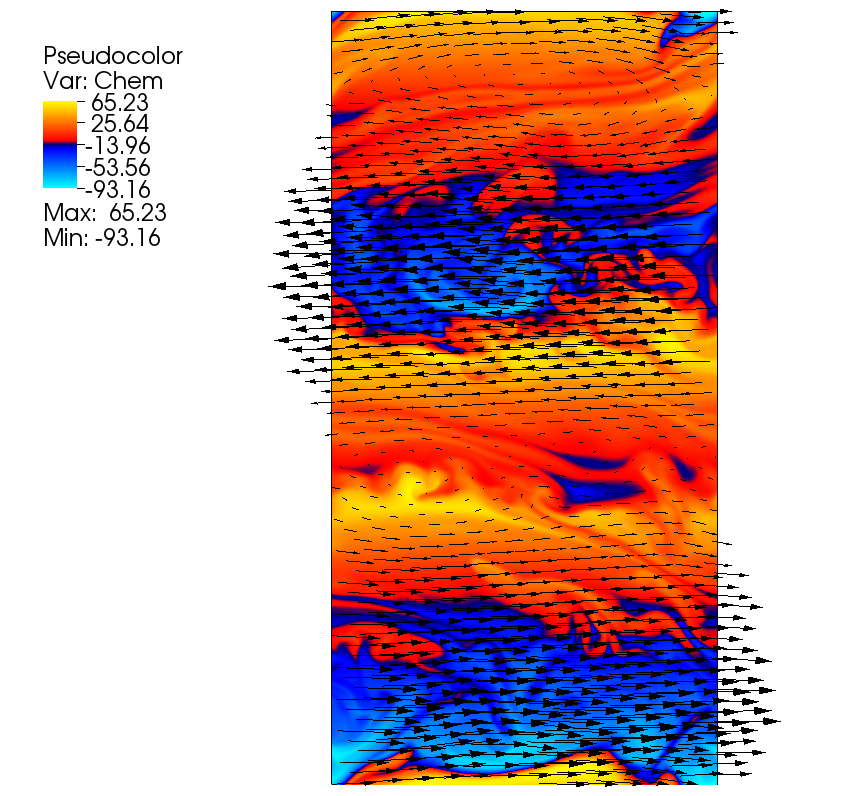 Pseudocolor
Var: Chem
65.23
25.64
-13.96
-53.56
-93.16
Max: 65.23
Min: -93.16